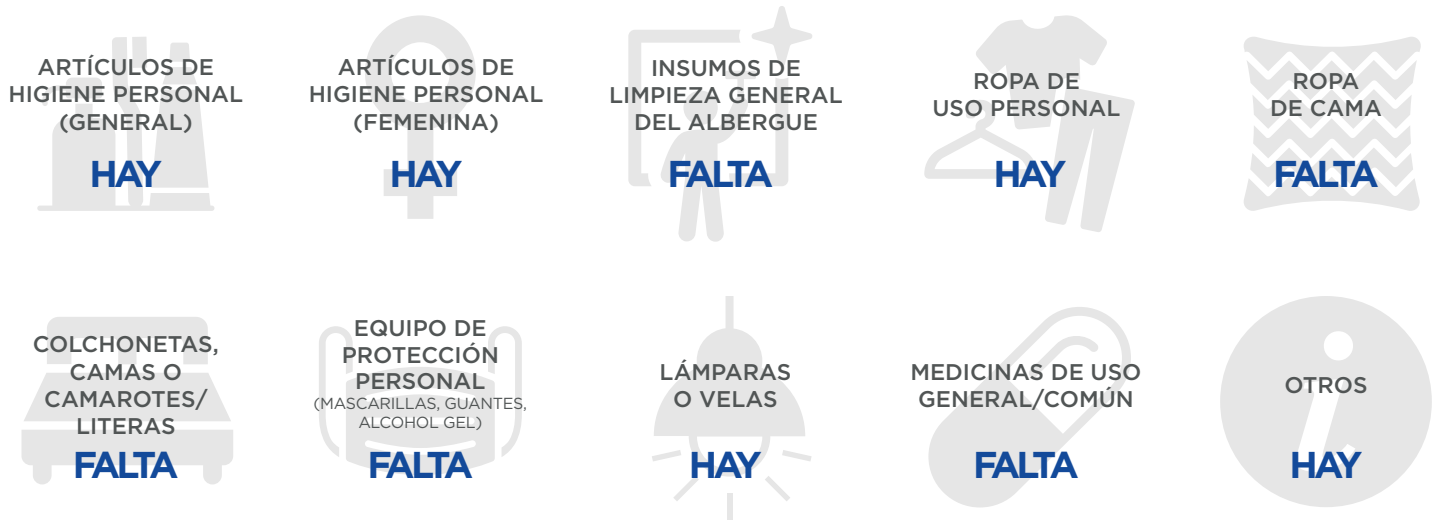 ARTÍCULOS DE
HIGIENE PERSONAL
(GENERAL)
HAY
ARTÍCULOS DE
HIGIENE PERSONAL
(FEMENINA)
HAY
INSUMOS DE
LIMPIEZA GENERAL
DEL ALBERGUE
FALTA
ROPA DE
USO PERSONAL
HAY
ROPA
DE CAMA
FALTA
COLCHONETAS,
CAMAS O
CAMAROTES/
LITERAS
FALTA
EQUIPO DE
PROTECCIÓN
PERSONAL
(MASCARILLAS, GUANTES,
ALCOHOL GEL)
FALTA
LÁMPARAS
O VELAS
HAY
MEDICINAS DE USO
GENERAL/COMÚN
FALTA
OTROS
HAY